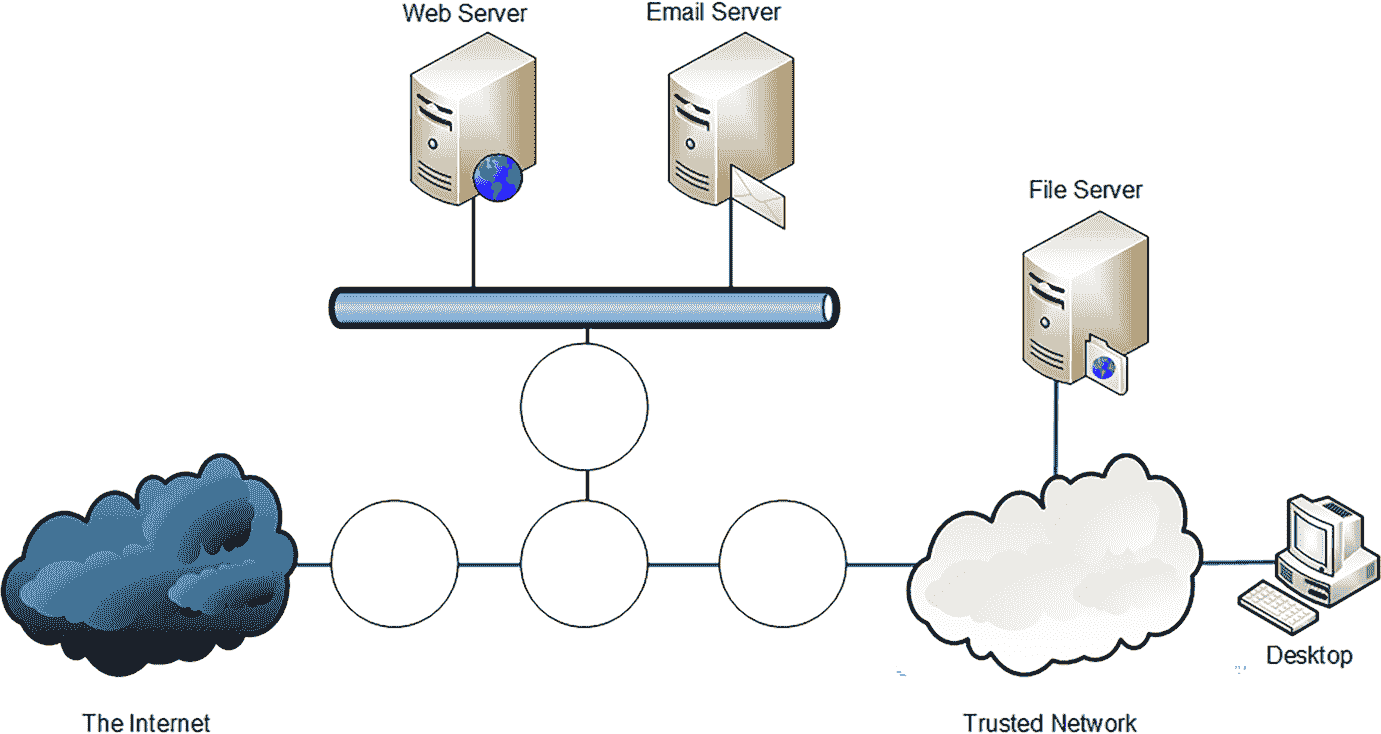 Web Server
Email Server
File Server
Desktop
The Internet
Trusted Network